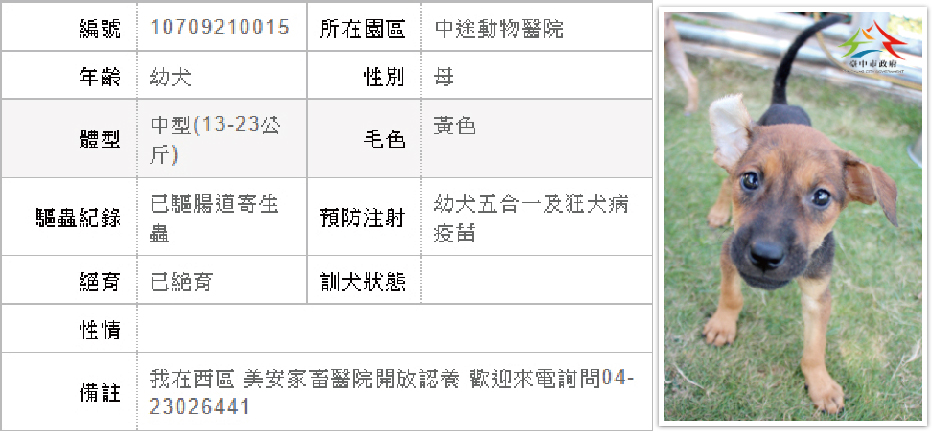 編號 10709210015 所在園區 中途動物醫院
年齡 幼犬 性別 母
體型 中型(13-23公
斤) 毛色 黃色
驅蟲紀錄 已驅腸道寄生
蟲 預防注射 幼犬五合一及狂犬病
疫苗
絕育 已絕育 訓犬狀態
性情
備註 我在西區 美安家畜醫院開放認養 歡迎來電詢問04-
23026441
臺中市政府
TAICHUNG CITY GOVERNMENT